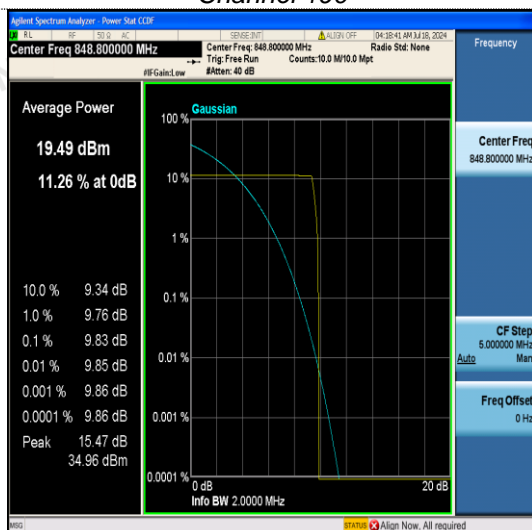 Agilent Spectrum Analyzer - Power Stat CCDF
RL RF 50 Ω AC SENSE:INT ALIGN OFF 04:18:41 AM Jul 18, 2024
Center Freq 848.800000 MHz
Center Freq: 848.800000 MHz Radio Std: None
Trig: Free Run Counts:10.0 M/10.0 Mpt
#IFGain:Low #Atten: 40 dB
Frequency
Average Power
19.49 dBm
11.26 % at 0dB
10.0 % 9.34 dB
1.0 % 9.76 dB
0.1 % 9.83 dB
0.01 % 9.85 dB
0.001 % 9.86 dB
0.0001 % 9.86 dB
Peak 15.47 dB
34.96 dBm
Gaussian
100 %
10 %
1 %
0.1 %
0.01 %
0.001 %
0.0001 %
0 dB 20 dB
Info BW 2.0000 MHz
Center Freq
848.800000 MHz
CF Step
5.000000 MHz
Auto Man
Freq Offset
0 Hz
MSG STATUS Align Now, All required